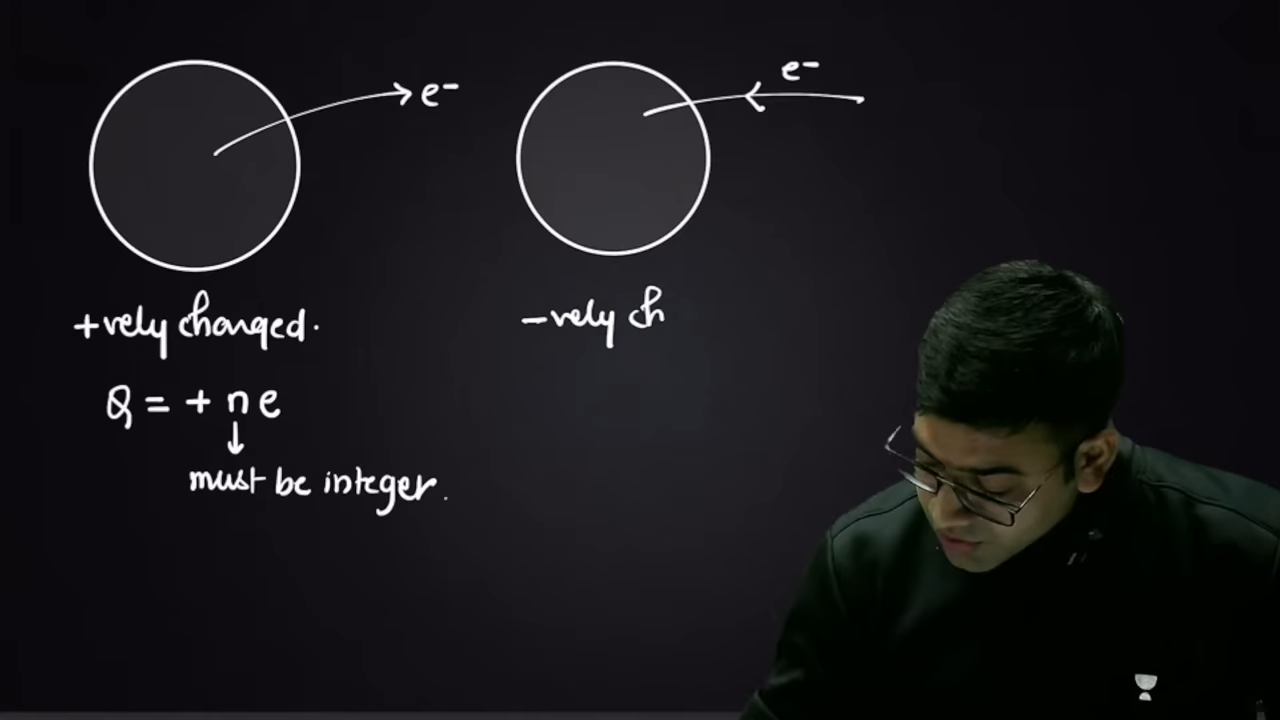 e⁻
e⁻
+vely changed.
-vely ch
Q = + n e
↓
must be integer.